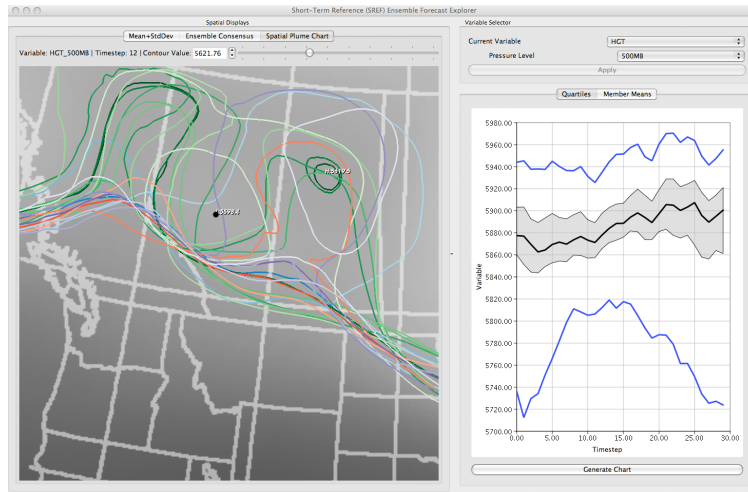 Short-Term Reference (SREF) Ensemble Forecast Explorer
Spatial Displays
Mean+StdDev Ensemble Consensus Spatial Plume Chart
Variable: HGT_500MB | Timestep: 12 | Contour Value: 5621.76
Variable Selector
Current Variable HGT
Pressure Level 500MB
Apply
Quartiles Member Means
5980.00
5960.00
5940.00
5920.00
5900.00
5880.00
5860.00
5840.00
5820.00
5800.00
5780.00
5760.00
5740.00
5720.00
5700.00
Variable
0.00 5.00 10.00 15.00 20.00 25.00 30.00
Timestep
Generate Chart